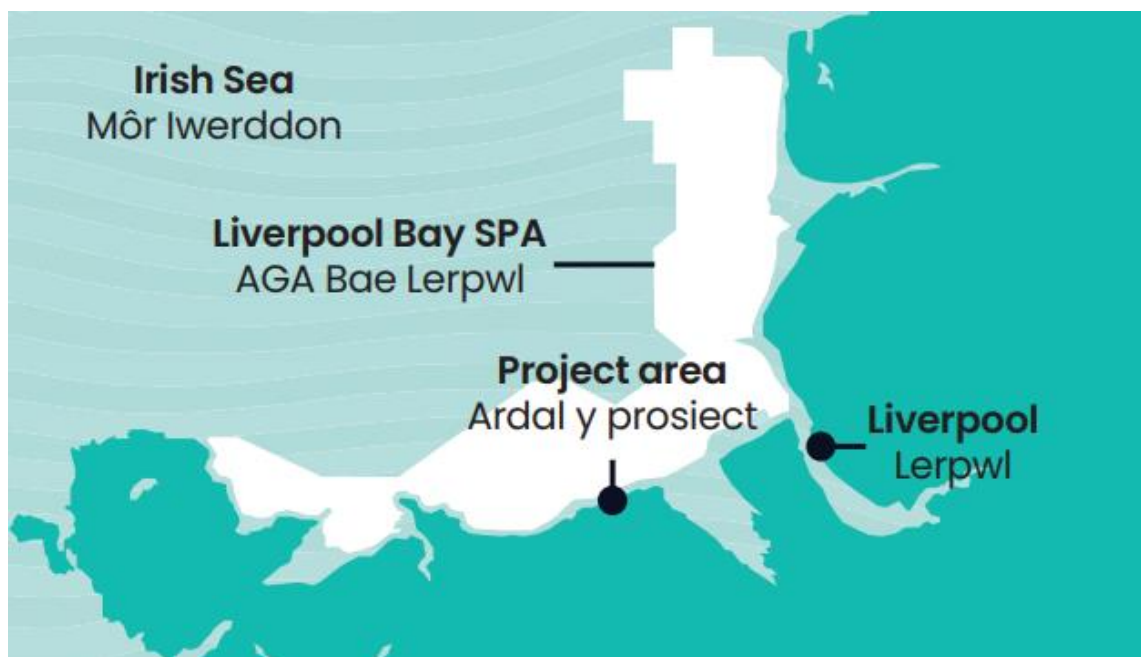 Irish Sea
Môr Iwerddon
Liverpool Bay SPA
AGA Bae Lerpwl
Project area
Ardal y prosiect
Liverpool
Lerpwl